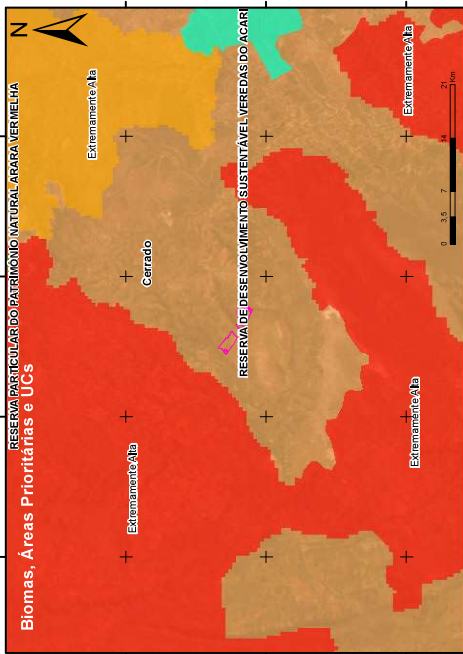 RESERVA PARTICULAR DO PATRIMÔNIO NATURAL ARARA VERMELHA
Biomas, Áreas Prioritárias e UCs
N
Extremamente Alta
Extremamente Alta
Cerrado
RESERVA DE DESENVOLVIMENTO SUSTENTÁVEL VEREDAS DO ACARI
Extremamente Alta
Extremamente Alta
0 3,5 7 14 21
Km